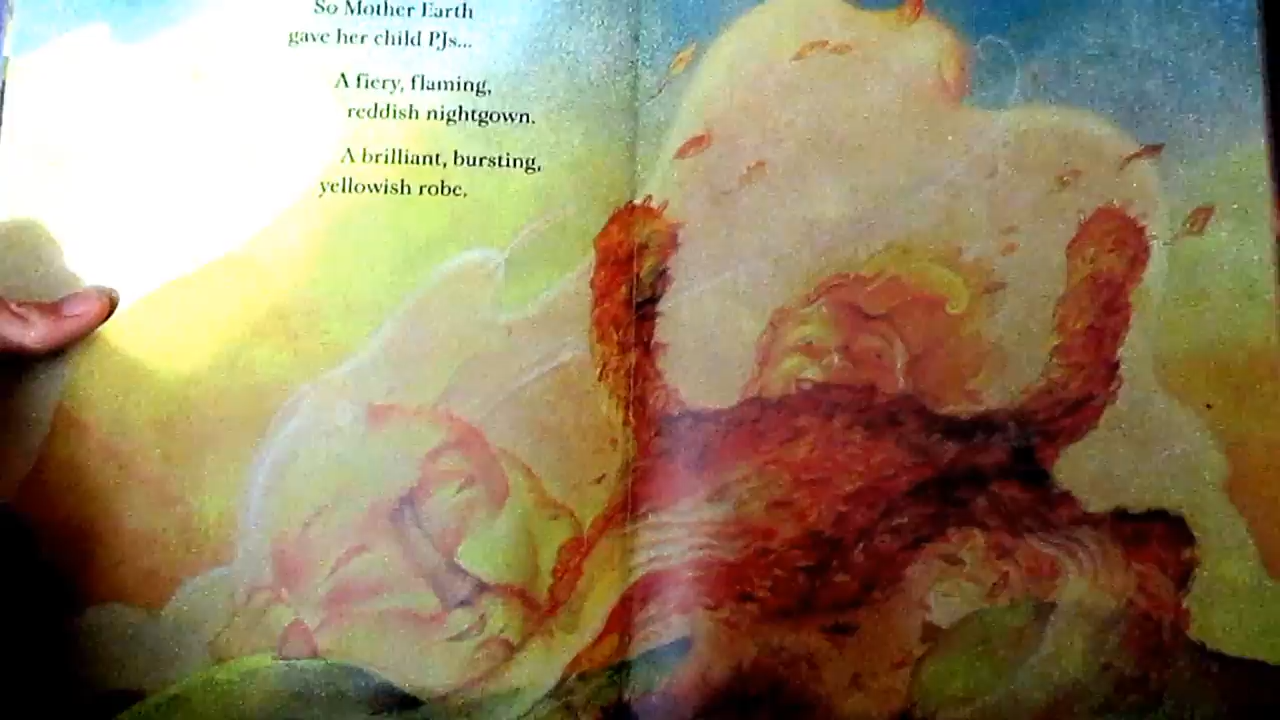 So Mother Earth
gave her child PJs...
A fiery, flaming,
reddish nightgown.
A brilliant, bursting,
yellowish robe,